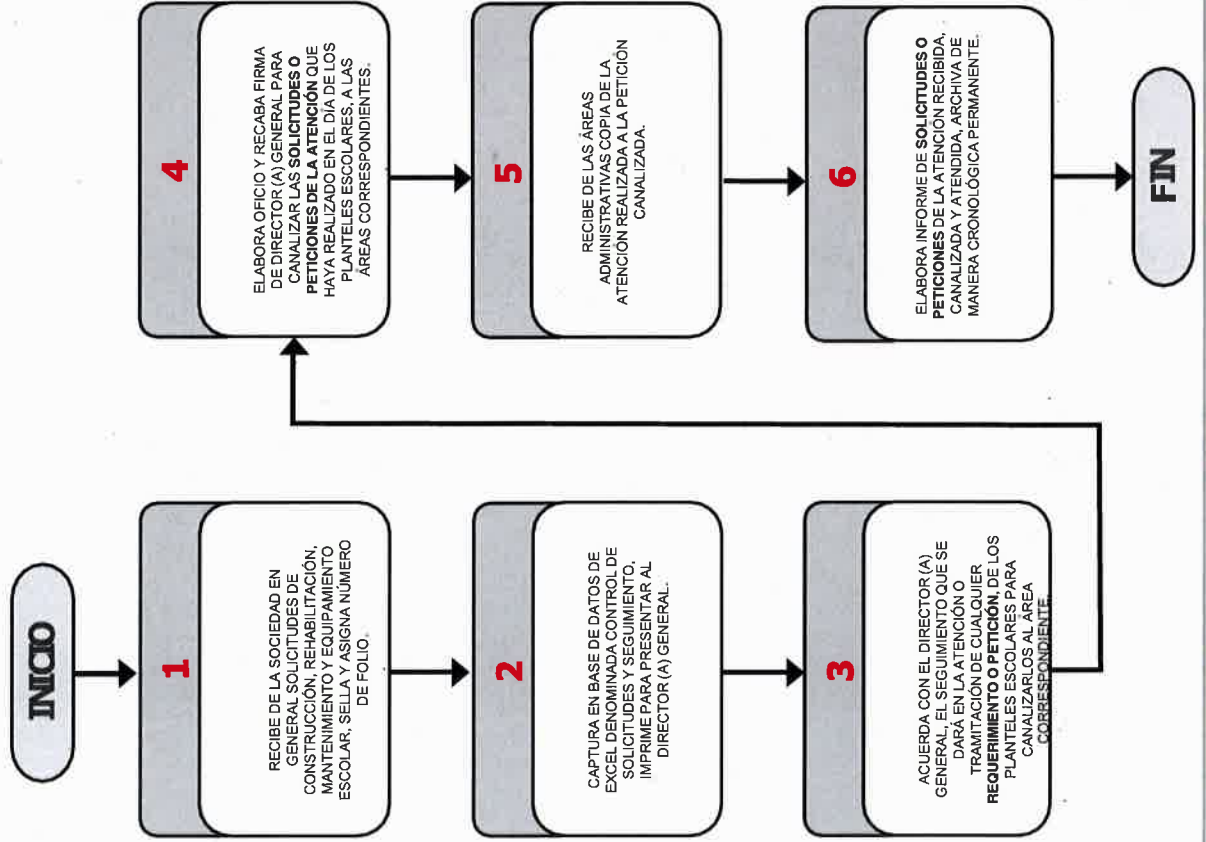 INICIO
1
RECIBE DE LA SOCIEDAD EN
GENERAL SOLICITUDES DE
CONSTRUCCIÓN, REHABILITACIÓN,
MANTENIMIENTO Y EQUIPAMIENTO
ESCOLAR, SELLA Y ASIGNA NÚMERO
DE FOLIO.
2
CAPTURA EN BASE DE DATOS DE
EXCEL DENOMINADA CONTROL DE
SOLICITUDES Y SEGUIMIENTO,
IMPRIME PARA PRESENTAR AL
DIRECTOR (A) GENERAL.
3
ACUERDA CON EL DIRECTOR (A)
GENERAL, EL SEGUIMIENTO QUE SE
DARÁ EN LA ATENCIÓN O
TRAMITACIÓN DE CUALQUIER
REQUERIMIENTO O PETICIÓN, DE LOS
PLANTELES ESCOLARES PARA
CANALIZARLOS AL ÁREA
CORRESPONDIENTE.
4
ELABORA OFICIO Y RECABA FIRMA
DE DIRECTOR (A) GENERAL PARA
CANALIZAR LAS SOLICITUDES O
PETICIONES DE LA ATENCIÓN QUE
HAYA REALIZADO EN EL DÍA DE LOS
PLANTELES ESCOLARES, A LAS
ÁREAS CORRESPONDIENTES.
5
RECIBE DE LAS ÁREAS
ADMINISTRATIVAS COPIA DE LA
ATENCIÓN REALIZADA A LA PETICIÓN
CANALIZADA.
6
ELABORA INFORME DE SOLICITUDES O
PETICIONES DE LA ATENCIÓN RECIBIDA,
CANALIZADA Y ATENDIDA, ARCHIVA DE
MANERA CRONOLÓGICA PERMANENTE.
FIN